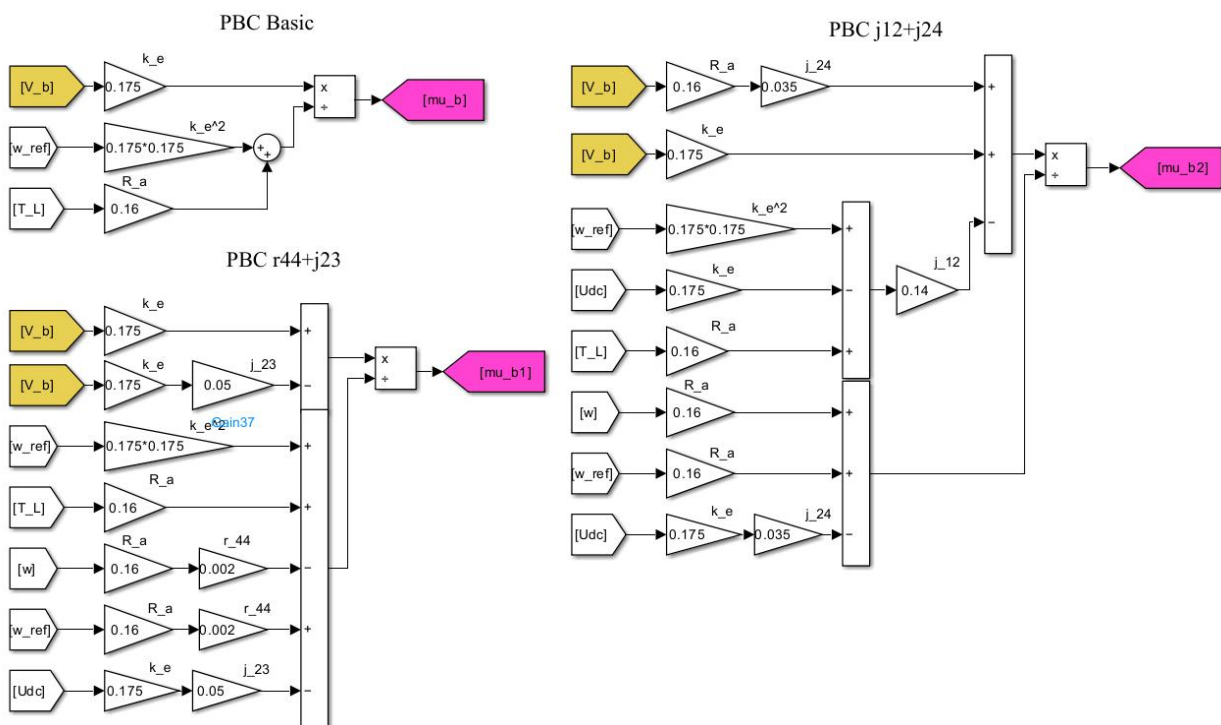 PBC Basic
k_e
[V_b]
0.175
x
÷
[mu_b]
k_e^2
[w_ref]
0.175*0.175
+
+
R_a
[T_L]
0.16
PBC r44+j23
k_e
[V_b]
0.175
+
k_e
j_23
[V_b]
0.175
0.05
−
x
÷
[mu_b1]
k_e^2
Gain37
[w_ref]
0.175*0.175
+
R_a
[T_L]
0.16
+
R_a
r_44
[w]
0.16
0.002
−
R_a
r_44
[w_ref]
0.16
0.002
+
k_e
j_23
[Udc]
0.175
0.05
−
PBC j12+j24
R_a
j_24
[V_b]
0.16
0.035
+
k_e
[V_b]
0.175
+
x
÷
[mu_b2]
k_e^2
[w_ref]
0.175*0.175
+
−
k_e
j_12
[Udc]
0.175
−
0.14
R_a
[T_L]
0.16
+
R_a
[w]
0.16
+
R_a
[w_ref]
0.16
+
k_e
j_24
[Udc]
0.175
0.035
−